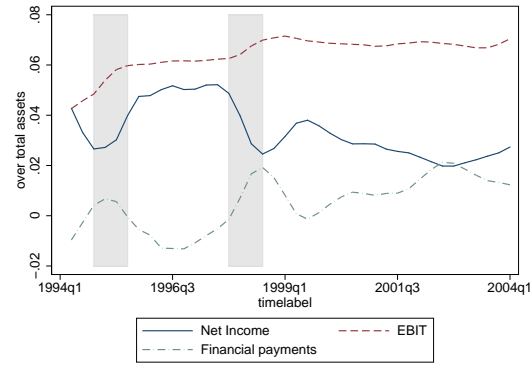 .08
.06
.04
.02
0
-.02
over total assets
1994q1 1996q3 1999q1 2001q3 2004q1
timelabel
Net Income EBIT
Financial payments